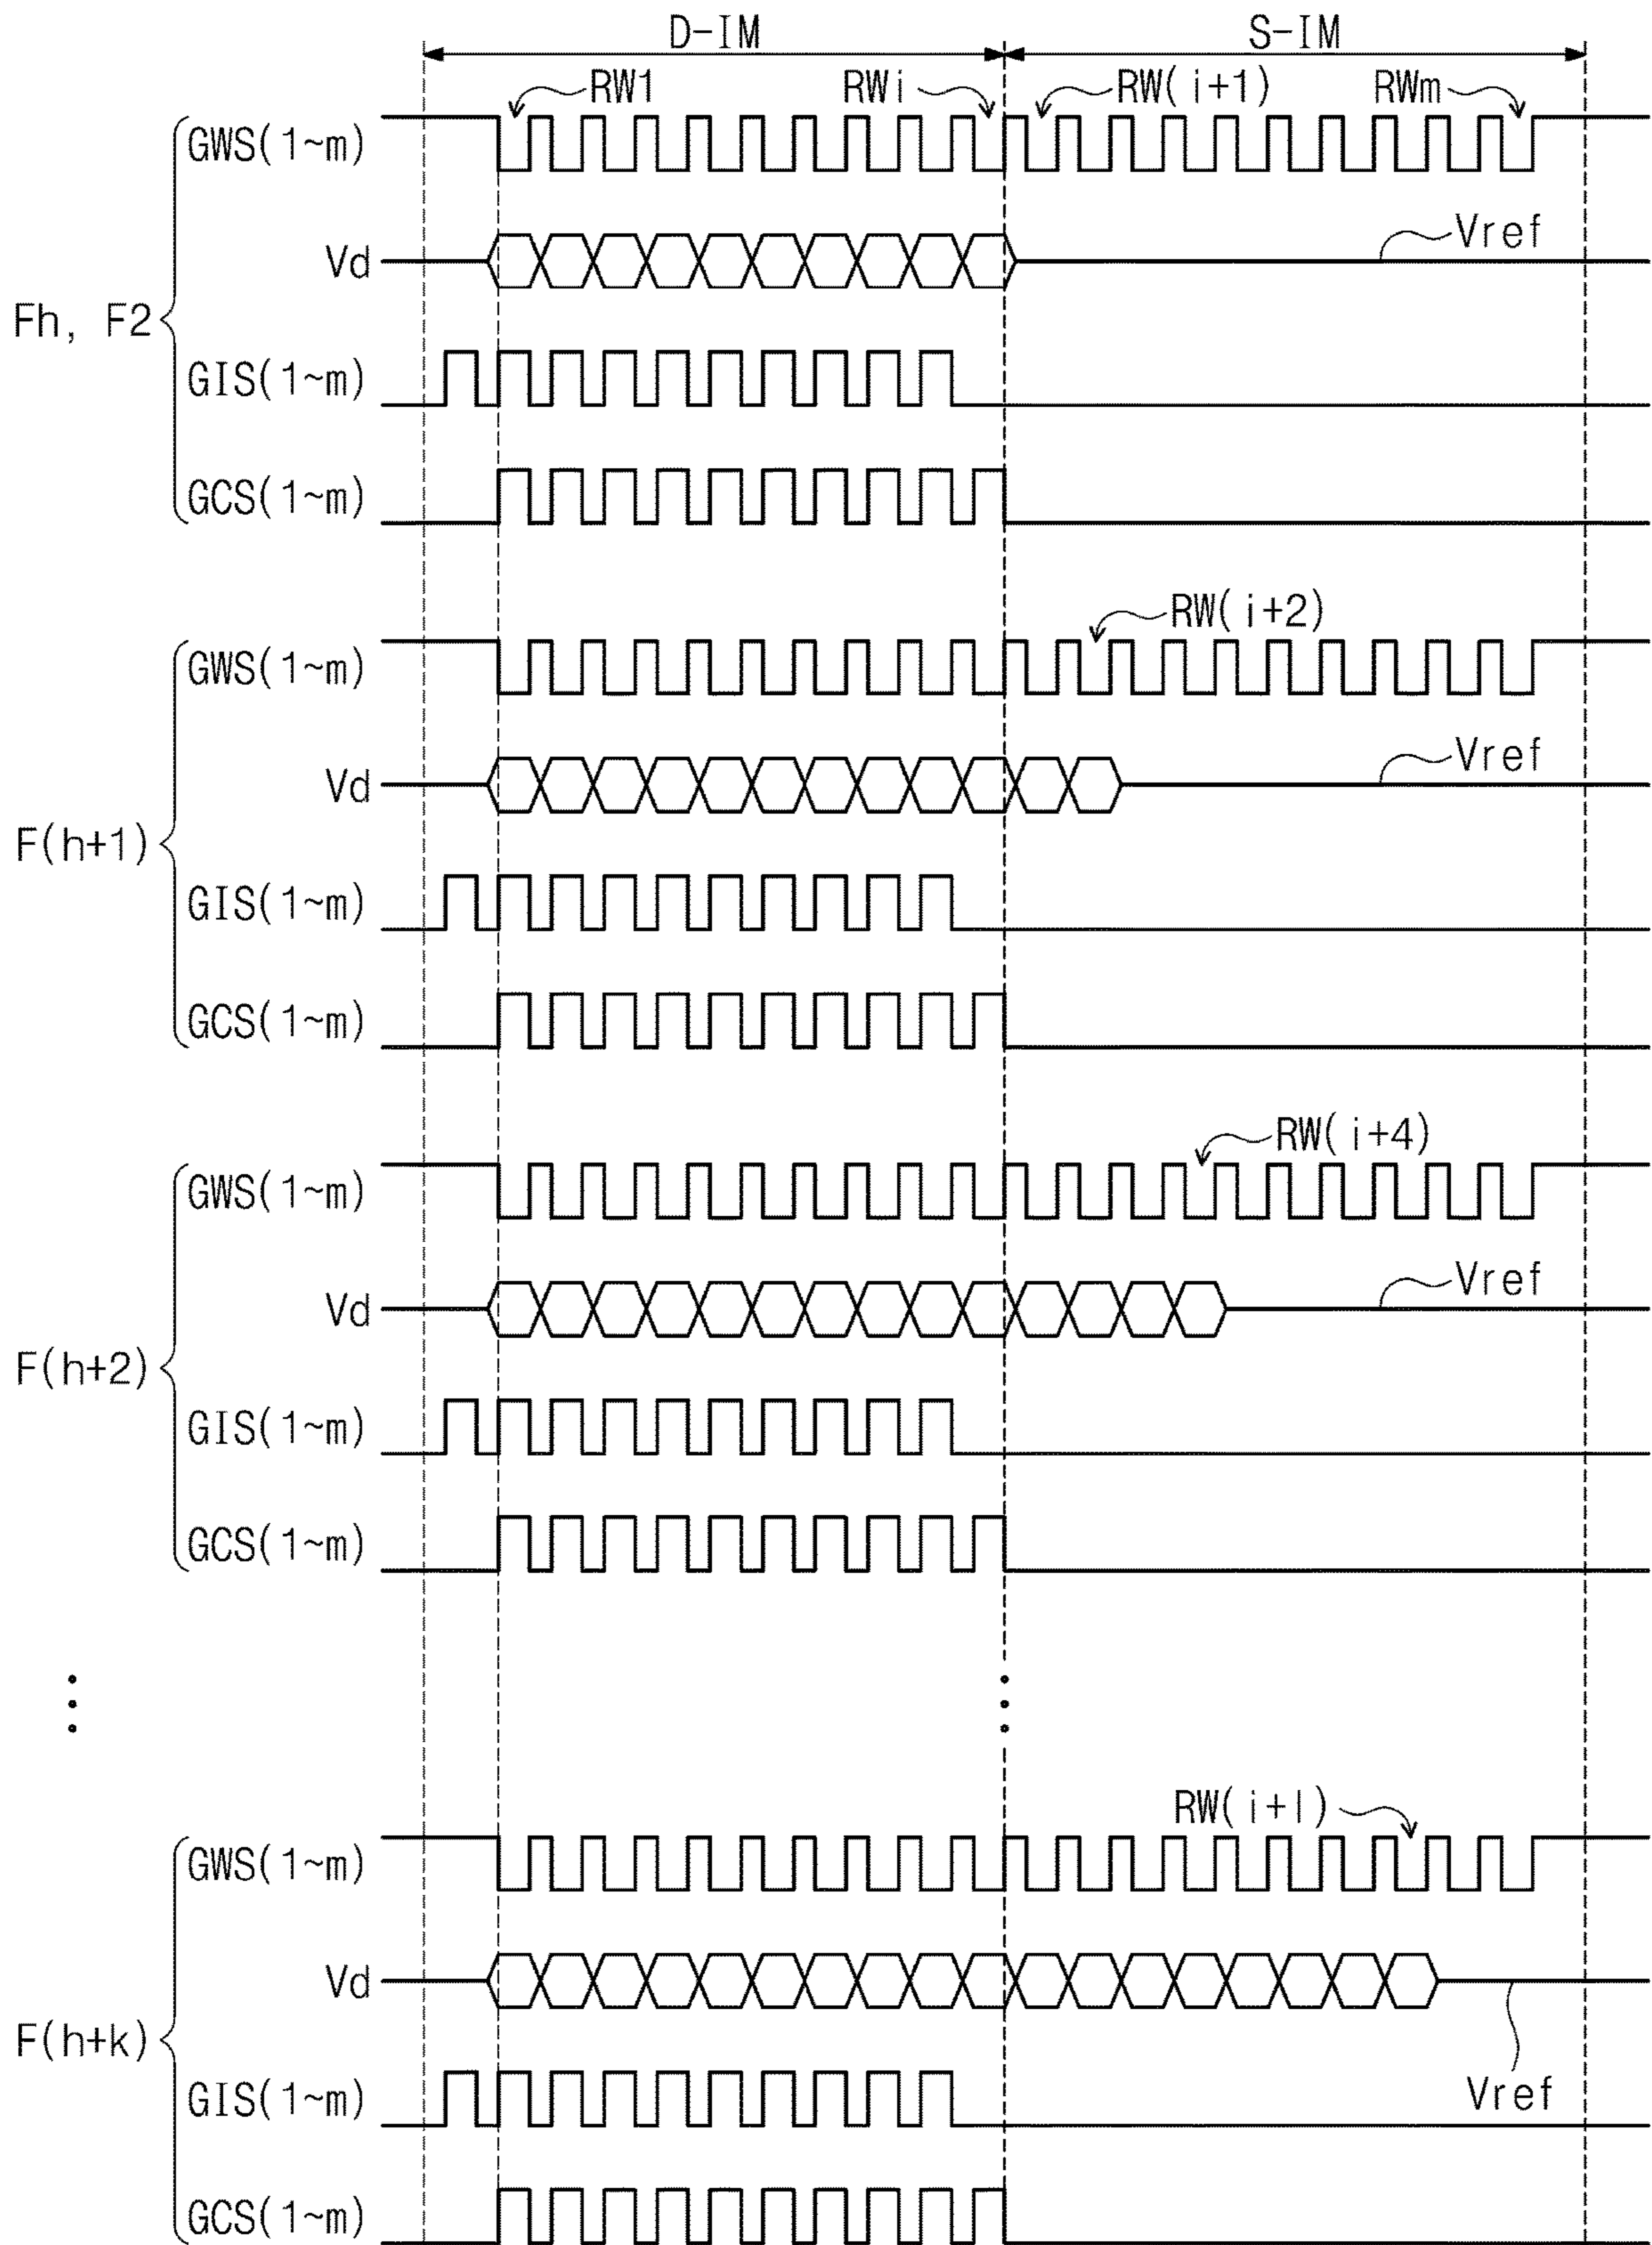 D-IM S-IM
RW1 RWi RW(i+1) RWm
GWS(1~m)
Vref
Vd
Fh, F2
GIS(1~m)
GCS(1~m)
RW(i+2)
GWS(1~m)
Vref
Vd
F(h+1)
GIS(1~m)
GCS(1~m)
RW(i+4)
GWS(1~m)
Vref
Vd
F(h+2)
GIS(1~m)
GCS(1~m)
RW(i+l)
GWS(1~m)
Vd
F(h+k)
GIS(1~m) Vref
GCS(1~m)